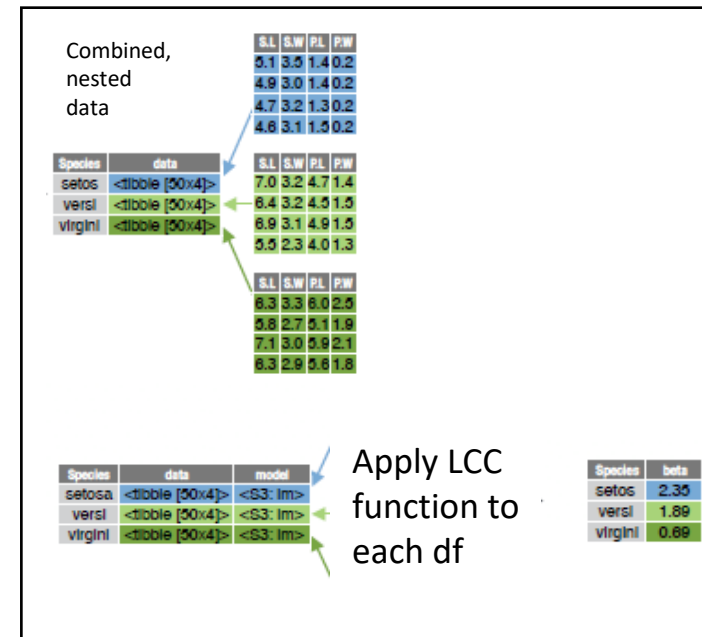 Combined,
nested
data
S.L S.W P.L P.W
5.1 3.5 1.4 0.2
4.9 3.0 1.4 0.2
4.7 3.2 1.3 0.2
4.6 3.1 1.5 0.2
Species data
setos <tibble [50x4]>
versi <tibble [50x4]>
virgini <tibble [50x4]>
S.L S.W P.L P.W
7.0 3.2 4.7 1.4
6.4 3.2 4.5 1.5
6.9 3.1 4.9 1.5
5.5 2.3 4.0 1.3
S.L S.W P.L P.W
6.3 3.3 6.0 2.5
5.8 2.7 5.1 1.9
7.1 3.0 5.9 2.1
6.3 2.9 5.6 1.8
Species data model
setosa <tibble [50x4]> <S3: lm>
versi <tibble [50x4]> <S3: lm>
virgini <tibble [50x4]> <S3: lm>
Apply LCC
function to
each df
Species beta
setos 2.35
versi 1.89
virgini 0.69